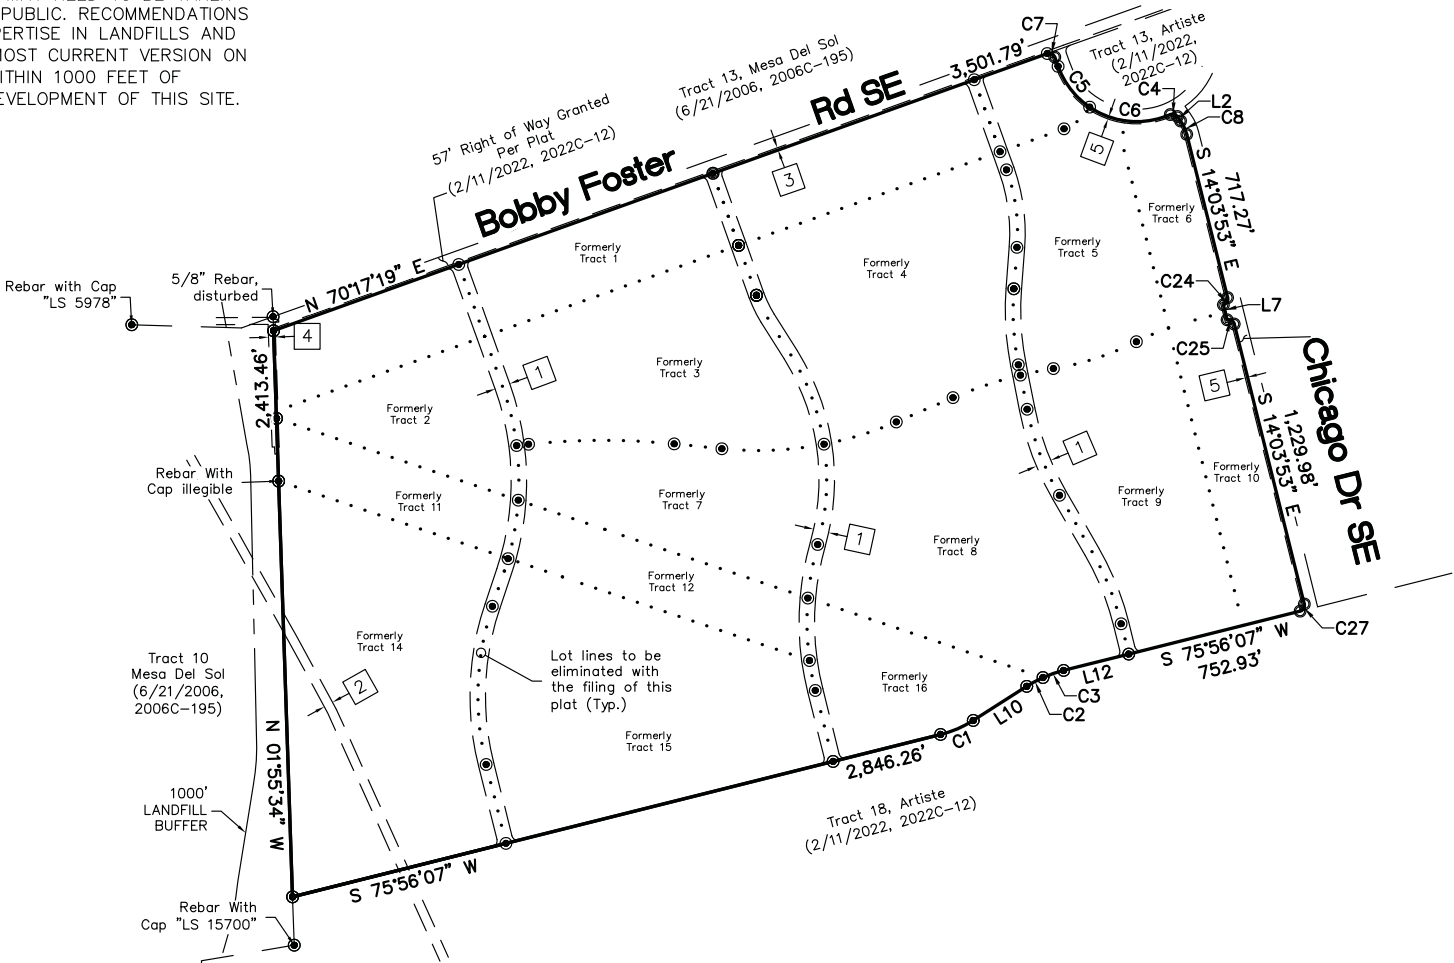 PUBLIC. RECOMMENDATIONS
PERTISE IN LANDFILLS AND
MOST CURRENT VERSION ON
WITHIN 1000 FEET OF
EVELOPMENT OF THIS SITE.
C7
Tract 13, Artiste
(2/11/2022,
2022C-12)
3,501.79'
Tract 13, Mesa Del Sol
(6/21/2006, 2006C-195)
C5
C6
C4
L2
C8
5
57' Right of Way Granted
Per Plat
(2/11/2022, 2022C-12)
Bobby Foster Rd SE
3
717.27'
S 14°03'53" E
Formerly
Tract 6
Formerly
Tract 1
Formerly
Tract 5
Formerly
Tract 4
Rebar with Cap
"LS 5978"
5/8" Rebar,
disturbed
N 70°17'19" E
C24
L7
C25
4
2,413.46'
1
Formerly
Tract 3
Formerly
Tract 2
5
Chicago Dr SE
1,229.98'
S 14°03'53" E
1
Rebar With
Cap illegible
Formerly
Tract 11
Formerly
Tract 7
Formerly
Tract 10
Formerly
Tract 9
1
Formerly
Tract 8
Formerly
Tract 12
Formerly
Tract 14
C27
S 75°56'07" W
752.93'
Tract 10
Mesa Del Sol
(6/21/2006,
2006C-195)
2
Lot lines to be
eliminated with
the filing of this
plat (Typ.)
Formerly
Tract 16
L12
C3
C2
L10
C1
Formerly
Tract 15
N 01°55'34" W
2,846.26'
1000'
LANDFILL
BUFFER
Tract 18, Artiste
(2/11/2022, 2022C-12)
S 75°56'07" W
Rebar With
Cap "LS 15700"